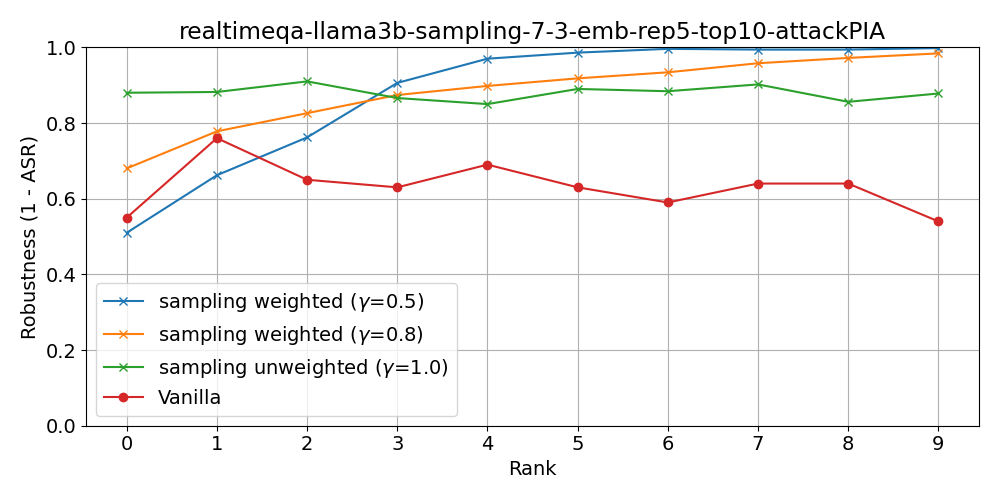 realtimeqa-llama3b-sampling-7-3-emb-rep5-top10-attackPIA
Robustness (1 - ASR)
1.0
0.8
0.6
0.4
0.2
0.0
sampling weighted (γ=0.5)
sampling weighted (γ=0.8)
sampling unweighted (γ=1.0)
Vanilla
0 1 2 3 4 5 6 7 8 9
Rank